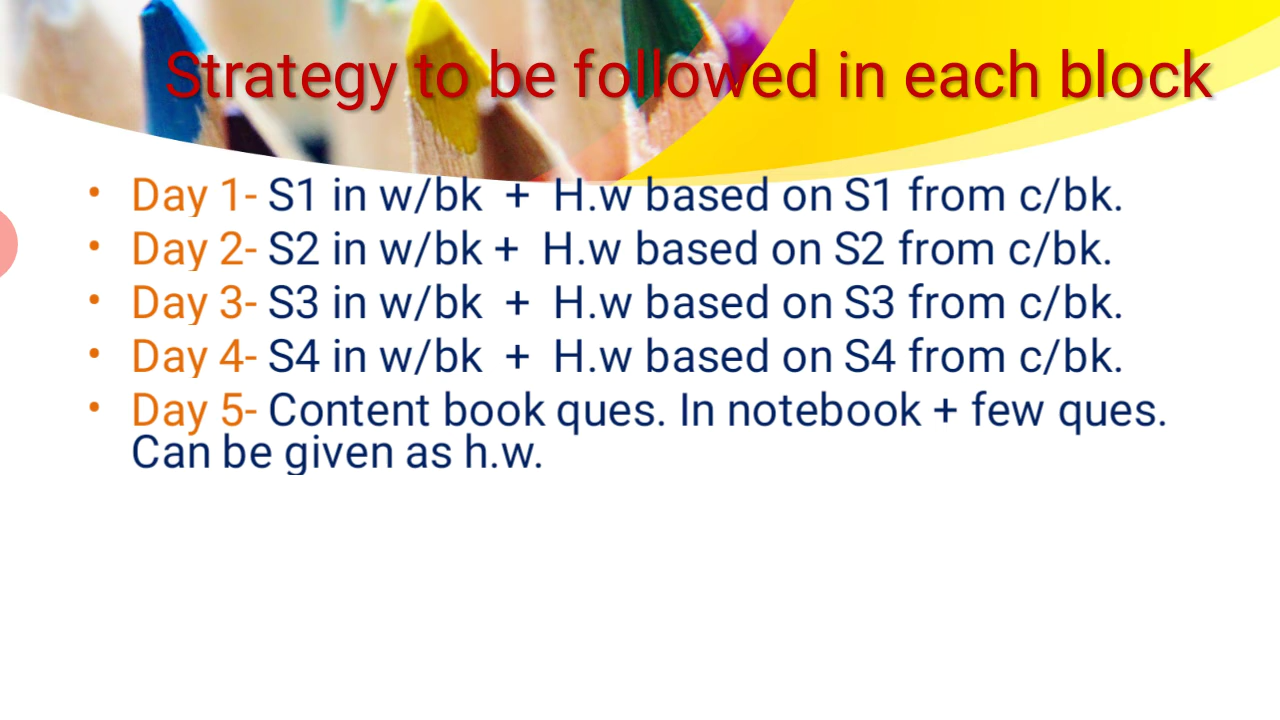 Strategy to be followed in each block
• Day 1- S1 in w/bk + H.w based on S1 from c/bk.
• Day 2- S2 in w/bk + H.w based on S2 from c/bk.
• Day 3- S3 in w/bk + H.w based on S3 from c/bk.
• Day 4- S4 in w/bk + H.w based on S4 from c/bk.
• Day 5- Content book ques. In notebook + few ques.
Can be given as h.w.